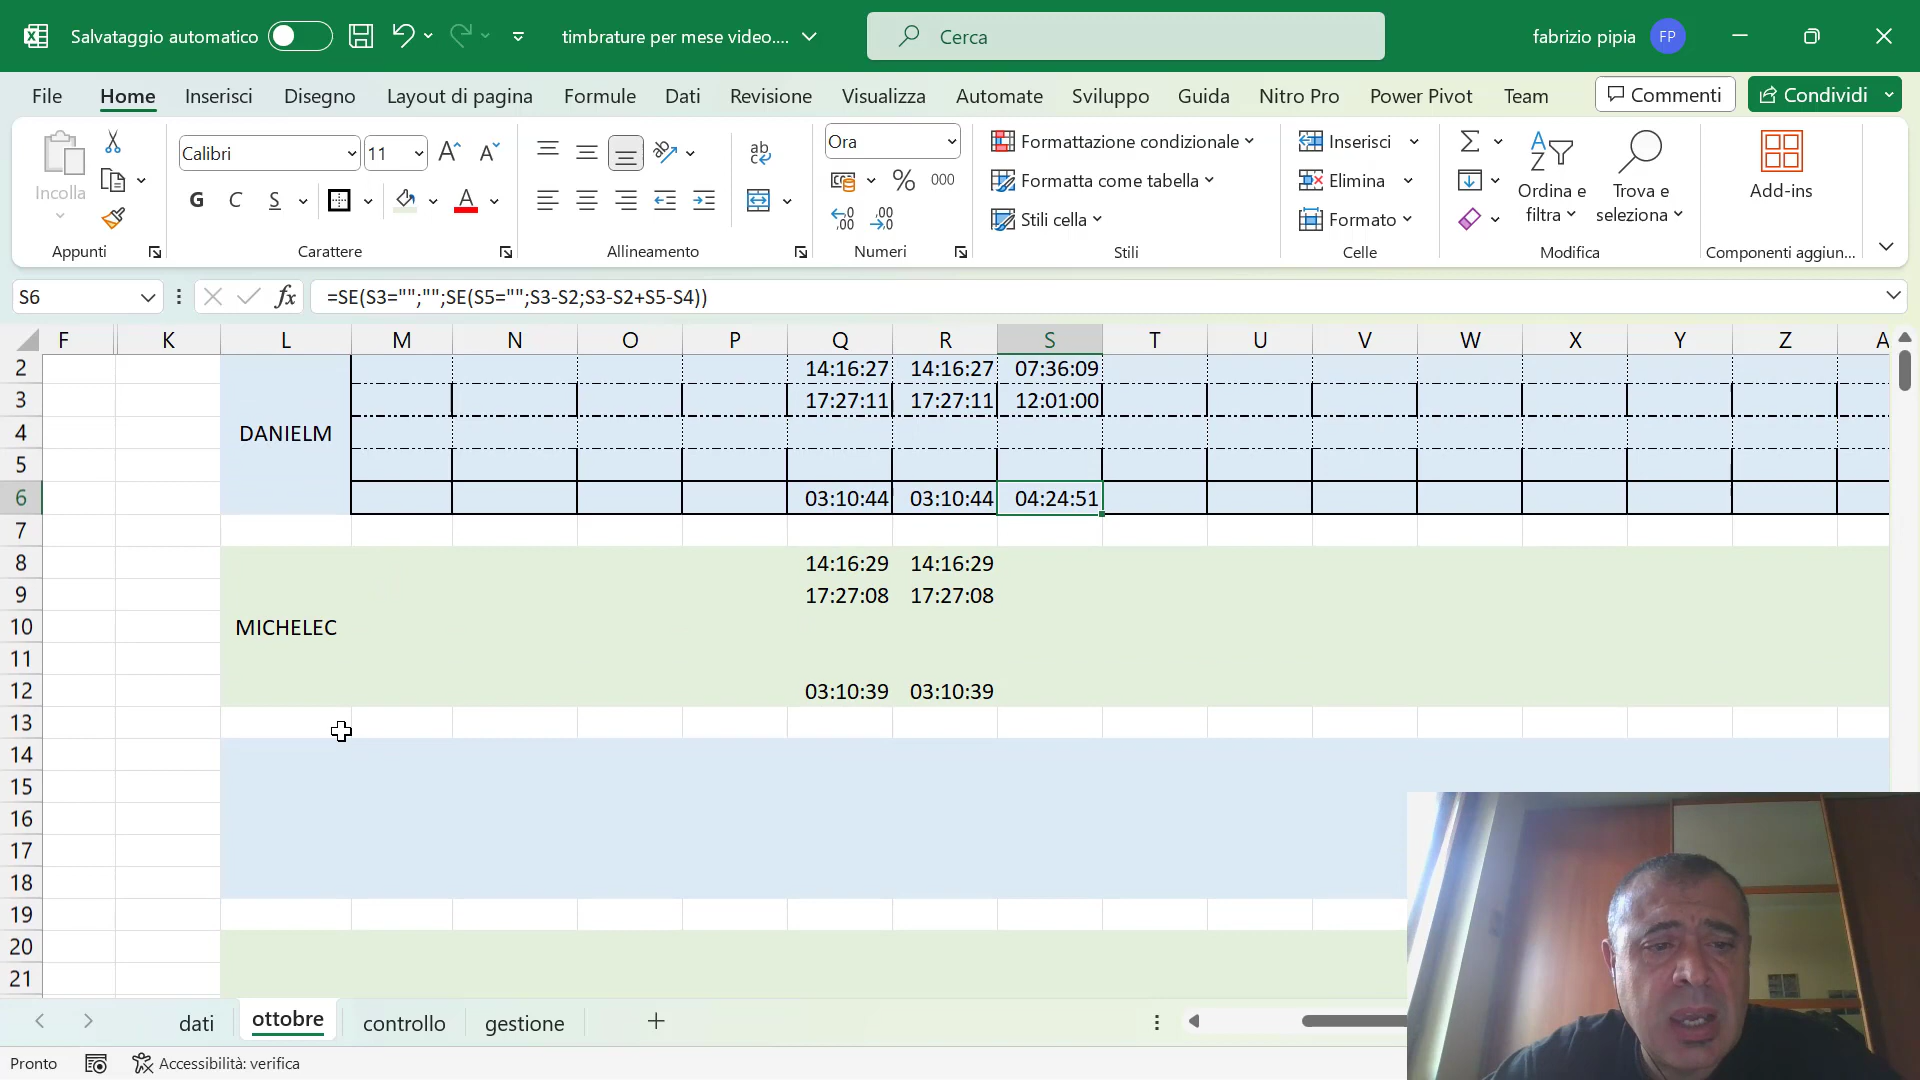 Salvataggio automatico
timbrature per mese video....
Cerca
fabrizio pipia
FP
File Home Inserisci Disegno Layout di pagina Formule Dati Revisione Visualizza Automate Sviluppo Guida Nitro Pro Power Pivot Team
Commenti
Condividi
Incolla
Appunti
Calibri
11
G C S
Carattere
ab
Allineamento
Ora
% 000
Numeri
Formattazione condizionale
Formatta come tabella
Stili cella
Stili
Inserisci
Elimina
Formato
Celle
Ordina e
filtra
Trova e
seleziona
Modifica
Add-ins
Componenti aggiun...
S6
fx
=SE(S3="";"";SE(S5="";S3-S2;S3-S2+S5-S4))
F K L M N O P Q R S T U V W X Y Z A
2 14:16:27 14:16:27 07:36:09
3 17:27:11 17:27:11 12:01:00
4 DANIELM
5
6 03:10:44 03:10:44 04:24:51
7
8 14:16:29 14:16:29
9 17:27:08 17:27:08
10 MICHELEC
11
12 03:10:39 03:10:39
13
14
15
16
17
18
19
20
21
dati ottobre controllo gestione
Pronto
Accessibilità: verifica